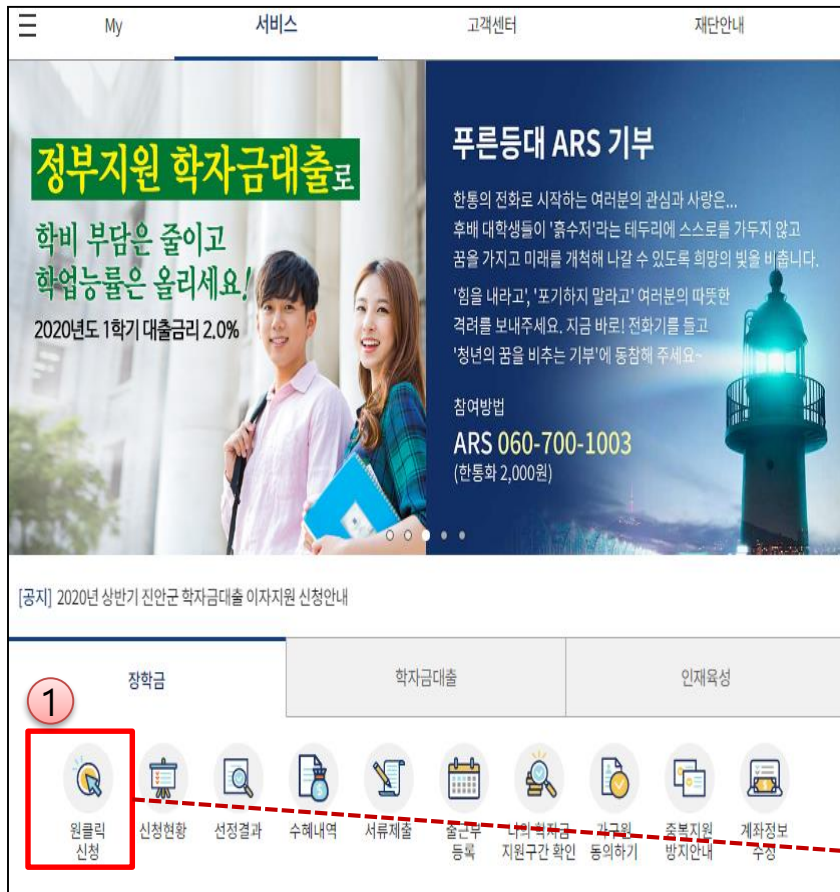 My
서비스
고객센터
재단안내
정부지원 학자금대출로
학비 부담은 줄이고
학업능률은 올리세요!
2020년도 1학기 대출금리 2.0%
푸른등대 ARS 기부
한통의 전화로 시작하는 여러분의 관심과 사랑은...
후배 대학생들이 '흙수저'라는 테두리에 스스로를 가두지 않고
꿈을 가지고 미래를 개척해 나갈 수 있도록 희망의 빛을 비춥니다.
'힘을 내라고', '포기하지 말라고' 여러분의 따뜻한
격려를 보내주세요. 지금 바로! 전화기를 들고
'청년의 꿈을 비추는 기부'에 동참해 주세요~
참여방법
ARS 060-700-1003
(한통화 2,000원)
[공지] 2020년 상반기 진안군 학자금대출 이자지원 신청안내
장학금
학자금대출
인재육성
1
원클릭
신청
신청현황
선정결과
수혜내역
서류제출
출근부
등록
나의 학자금
지원구간 확인
가구원
동의하기
중복지원
방지안내
계좌정보
수정